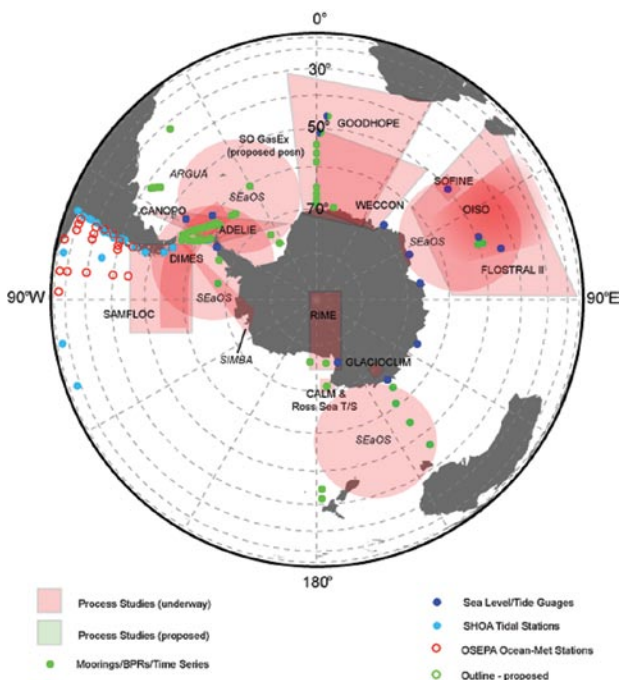 0°
30°
GOODHOPE
50°
SO GasEx
(proposed posn)
ARGUA
SEaOS
SOFINE
OISO
CANOPO
70°
WECCON
ADELIE
SEaOS
DIMES
FLOSTRAL II
90°W
SEaOS
90°E
SAMFLOC
RIME
SIMBA
GLACIOCLIM
CALM &
Ross Sea T/S
SEaOS
180°
Process Studies (underway)
Process Studies (proposed)
Moorings/BPRs/Time Series
Sea Level/Tide Guages
SHOA Tidal Stations
OSEPA Ocean-Met Stations
Outline - proposed